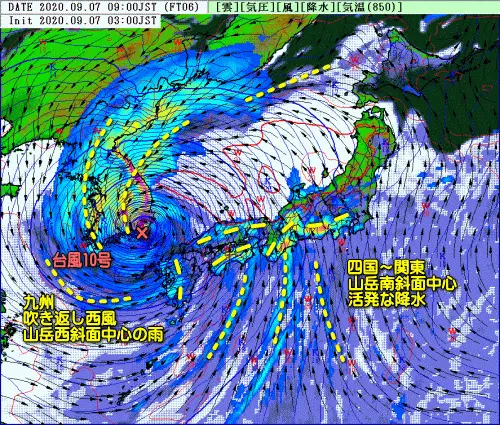 DATE 2020.09.07 09:00JST (FT06) [雲][気圧][風][降水][気温(850)]
Init 2020.09.07 03:00JST
台風10号
九州
吹き返し西風
山岳西斜面中心の雨
四国～関東
山岳南斜面中心
活発な降水